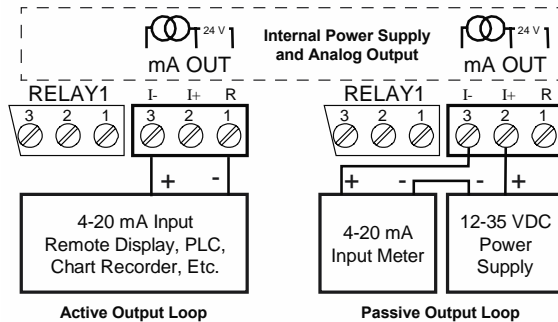 24 V
Internal Power Supply
and Analog Output
24 V
mA OUT
mA OUT
RELAY1
I- I+ R
RELAY1
I- I+ R
3 2 1
3 2 1
3 2 1
3 2 1
+ -
+ - - +
4-20 mA Input
Remote Display, PLC,
Chart Recorder, Etc.
4-20 mA
Input Meter
12-35 VDC
Power
Supply
Active Output Loop
Passive Output Loop